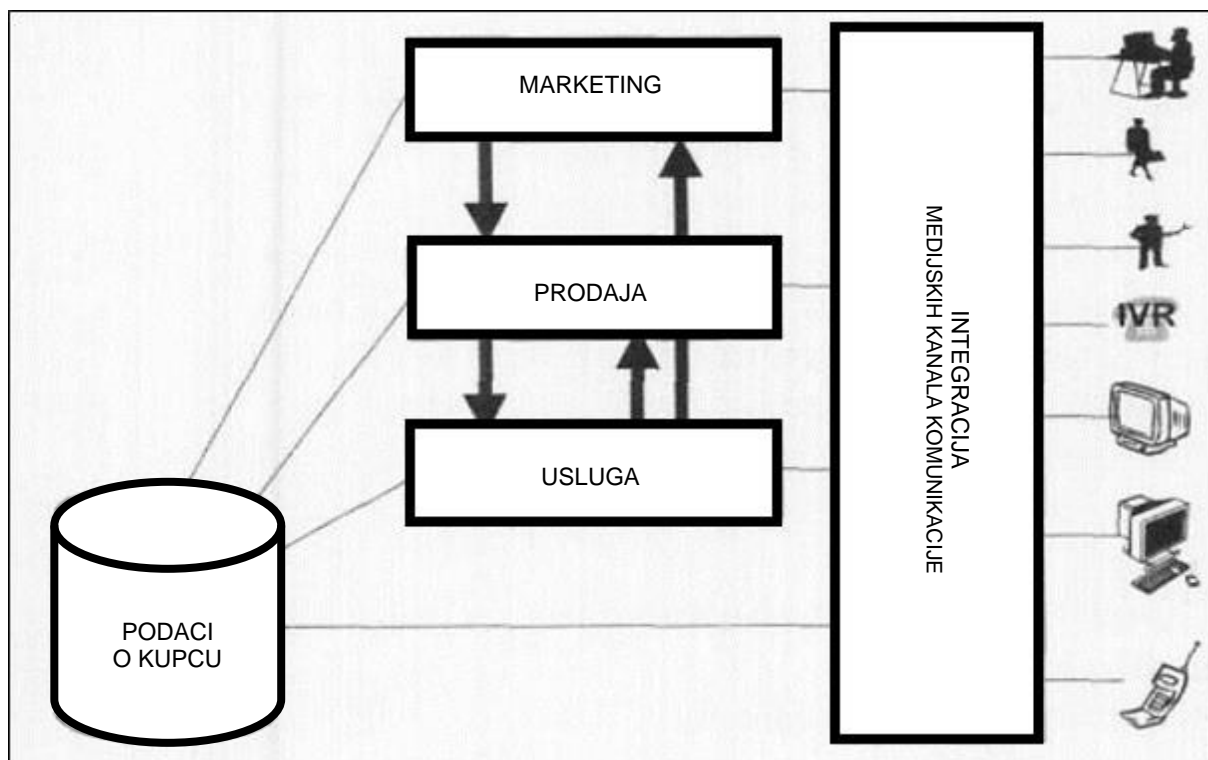 MARKETING
PRODAJA
USLUGA
PODACI
O KUPCU
INTEGRACIJA
MEDIJSKIH KANALA KOMUNIKACIJE
IVR